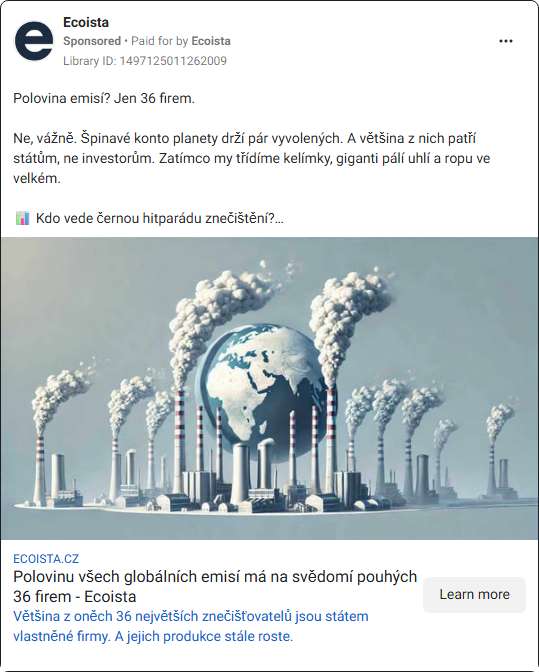 Ecoista
Sponsored • Paid for by Ecoista
Library ID: 1497125011262009
Polovina emisí? Jen 36 firem.
Ne, vážně. Špinavé konto planety drží pár vyvolených. A většina z nich patří
státům, ne investorům. Zatímco my třídíme kelímky, giganti pálí uhlí a ropu ve
velkém.
📊 Kdo vede černou hitparádu znečištění?...
ECOISTA.CZ
Polovinu všech globálních emisí má na svědomí pouhých
36 firem - Ecoista
Většina z oněch 36 největších znečišťovatelů jsou státem
vlastněné firmy. A jejich produkce stále roste.
Learn more